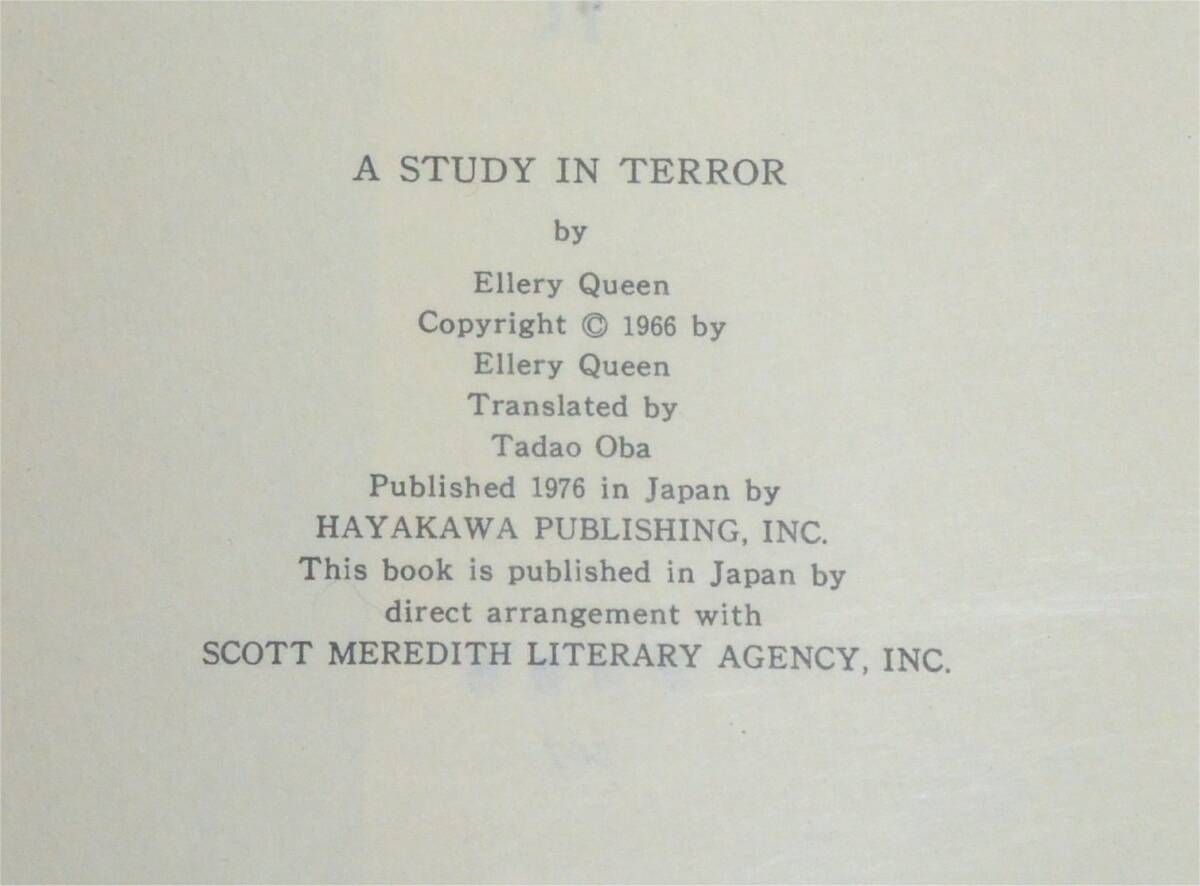 A STUDY IN TERROR
by
Ellery Queen
Copyright © 1966 by
Ellery Queen
Translated by
Tadao Oba
Published 1976 in Japan by
HAYAKAWA PUBLISHING, INC.
This book is published in Japan by
direct arrangement with
SCOTT MEREDITH LITERARY AGENCY, INC.